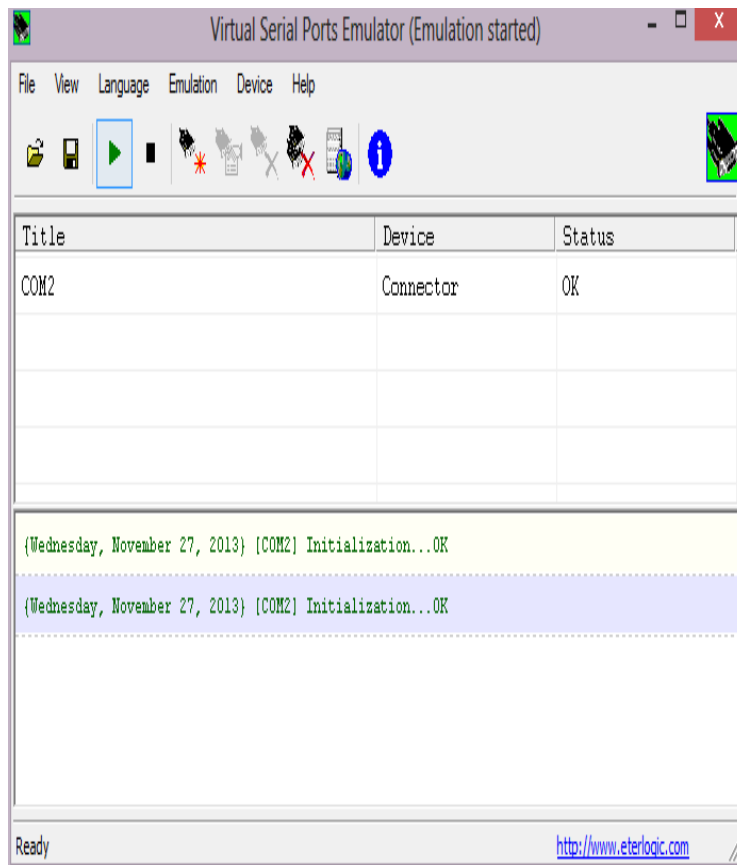 Virtual Serial Ports Emulator (Emulation started)
File View Language Emulation Device Help
Title Device Status
COM2 Connector OK
{Wednesday, November 27, 2013} [COM2] Initialization...OK
{Wednesday, November 27, 2013} [COM2] Initialization...OK
Ready http://www.eterlogic.com